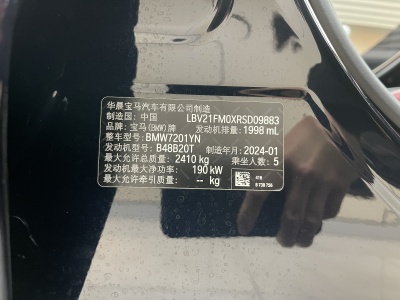 华晨宝马汽车有限公司制造
制造国：中国 LBV21FM0XRSD09883
品牌：宝马(BMW)牌 发动机排量：1998 mL
整车型号：BMW7201YN
发动机型号：B48B20T 制造年月：2024-01
最大允许总质量：2410 kg 乘坐人数：5
发动机最大净功率：190 kW
最大允许牵引质量：-- kg